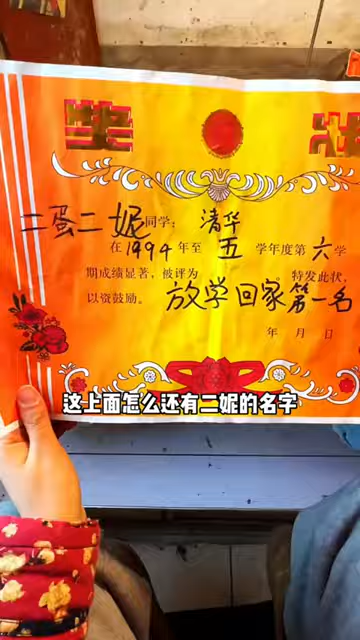 奖 状
二蛋二妮同学： 清华
在1994年至 五 学年度第六学
期成绩显著，被评为 特发此状，
以资鼓励。 放学回家第一名
年 月 日
这上面怎么还有二妮的名字